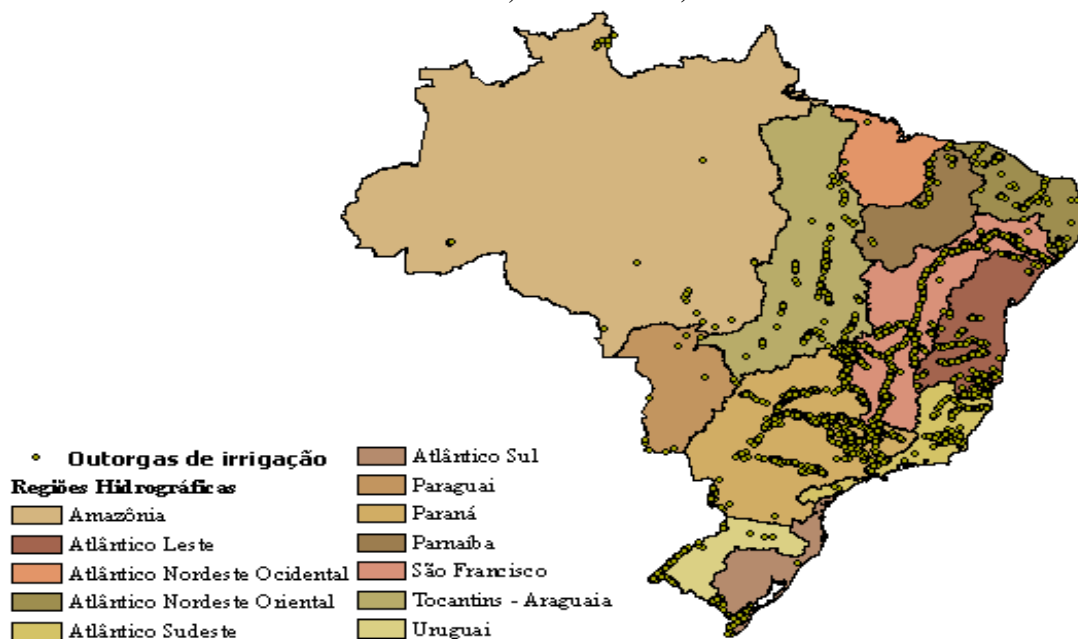 Outorgas de irrigação
Regiões Hidrográficas
Amazônia
Atlântico Leste
Atlântico Nordeste Ocidental
Atlântico Nordeste Oriental
Atlântico Sudeste
Atlântico Sul
Paraguai
Paraná
Parnaíba
São Francisco
Tocantins - Araguaia
Uruguai